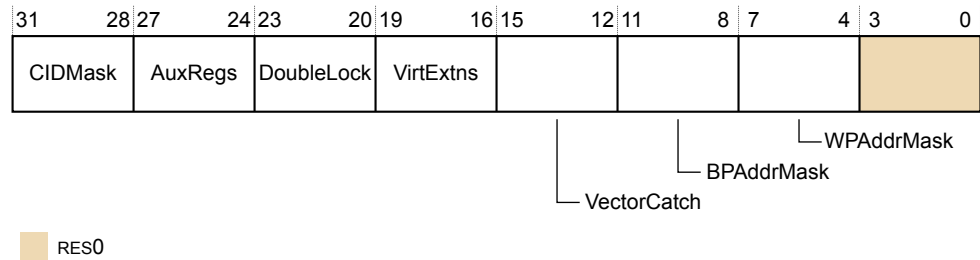 31 28 27 24 23 20 19 16 15 12 11 8 7 4 3 0
CIDMask AuxRegs DoubleLock VirtExtns
WPAddrMask
BPAddrMask
VectorCatch
RES0